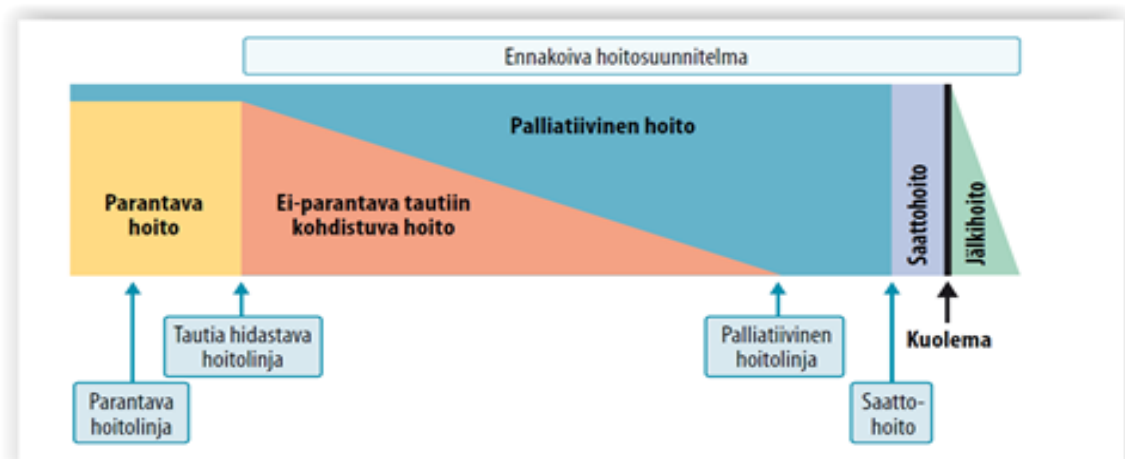 Ennakoiva hoitosuunnitelma
Palliatiivinen hoito
Parantava
hoito
Ei-parantava tautiin
kohdistuva hoito
Saattohoito
Jälkihoito
Tautia hidastava
hoitolinja
Palliatiivinen
hoitolinja
Kuolema
Parantava
hoitolinja
Saatto-
hoito